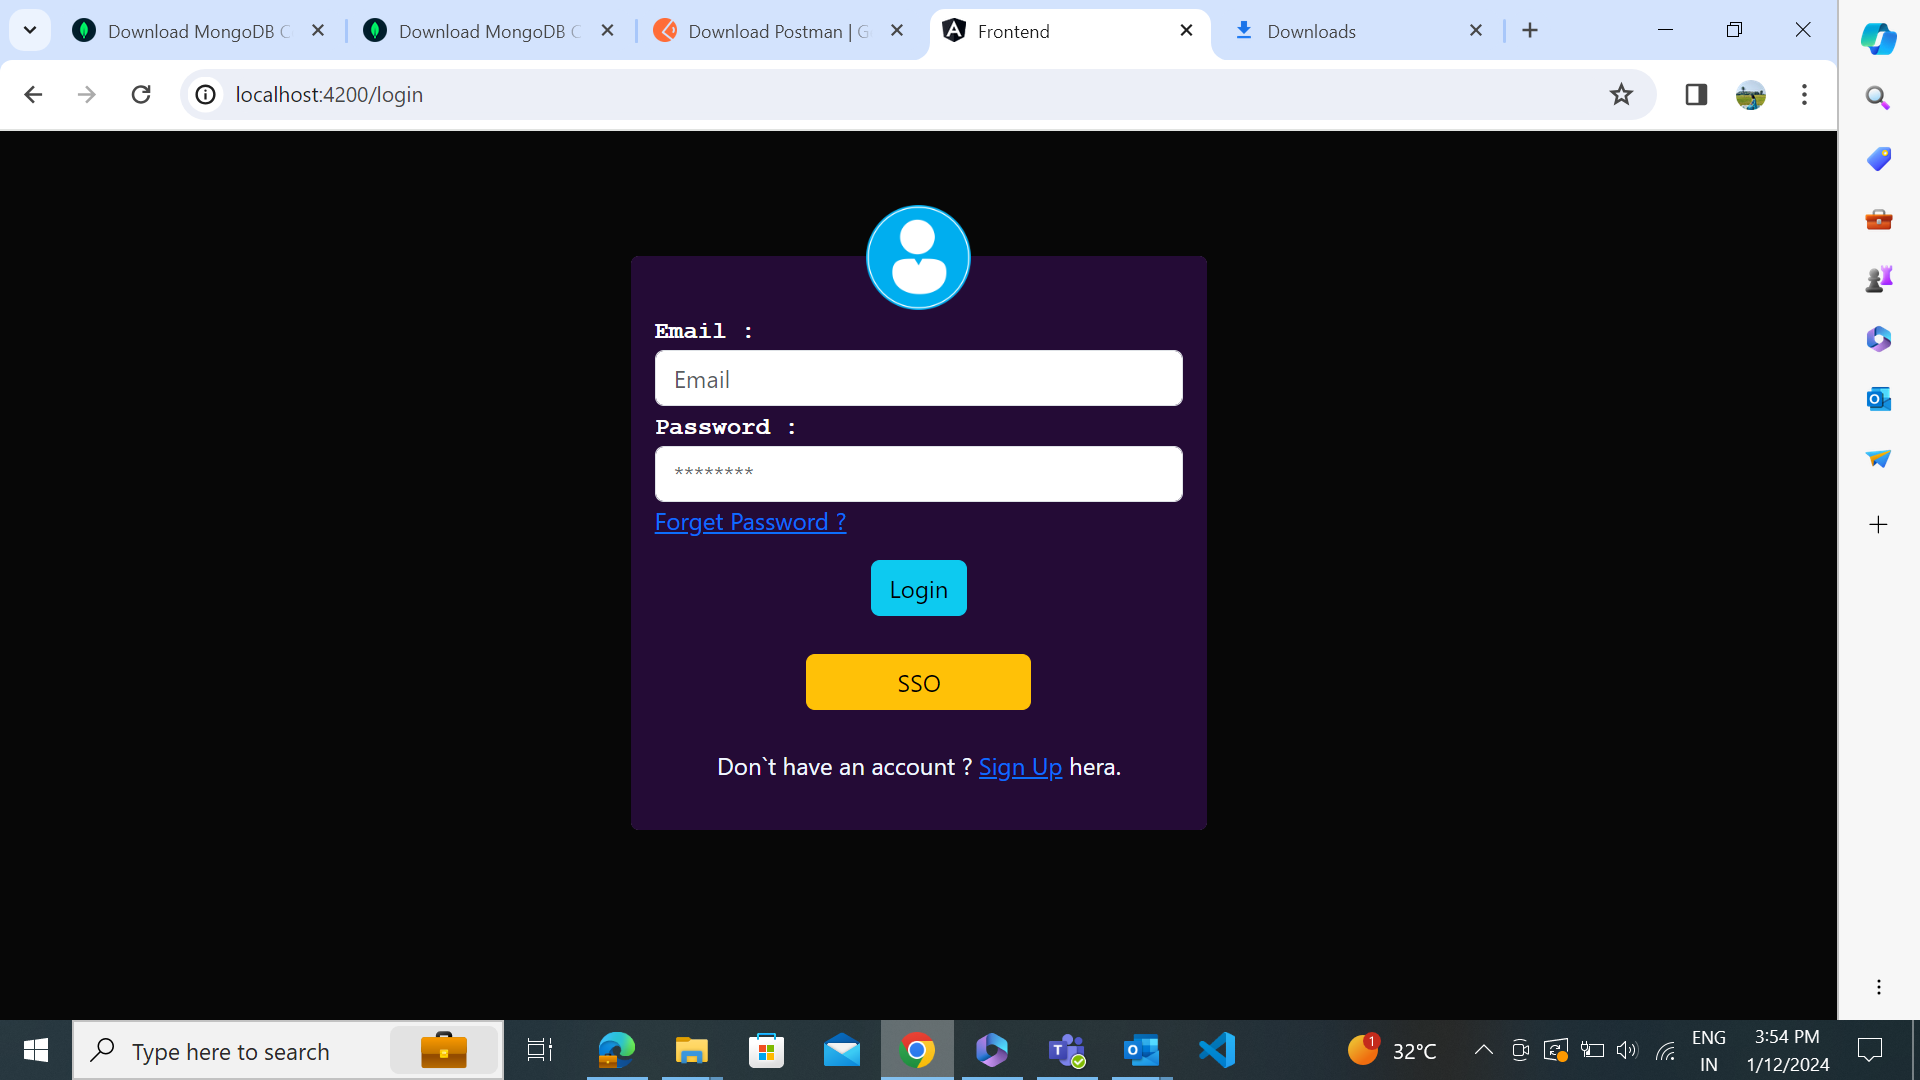 Download MongoDB C
Download MongoDB C
Download Postman | G
Frontend
Downloads
localhost:4200/login
Email :
Email
Password :
********
Forget Password ?
Login
SSO
Don`t have an account ? Sign Up hera.
Type here to search
1
32°C
ENG
IN
3:54 PM
1/12/2024